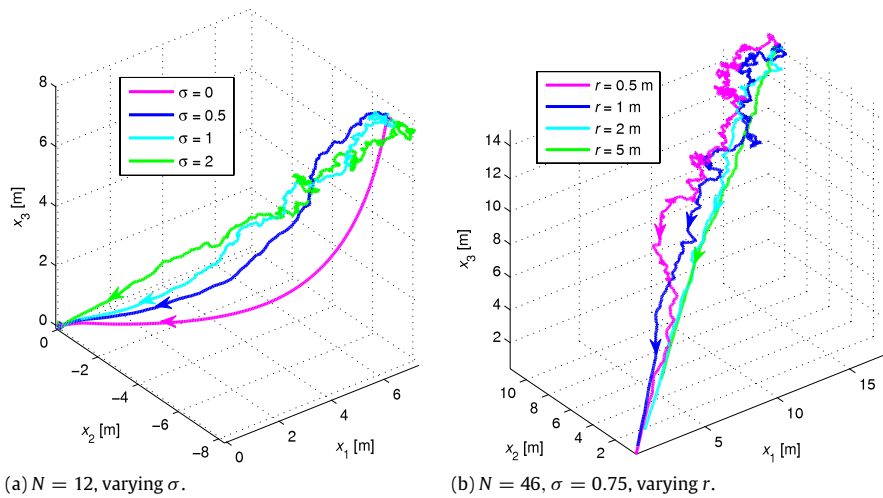 8
6
4
2
0
x3 [m]
σ = 0
σ = 0.5
σ = 1
σ = 2
0
−2
−4
−6
−8
x2 [m]
0
2
4
6
x1 [m]
(a) N = 12, varying σ.
14
12
10
8
6
4
2
x3 [m]
r = 0.5 m
r = 1 m
r = 2 m
r = 5 m
10
8
6
4
2
x2 [m]
5
10
15
x1 [m]
(b) N = 46, σ = 0.75, varying r.